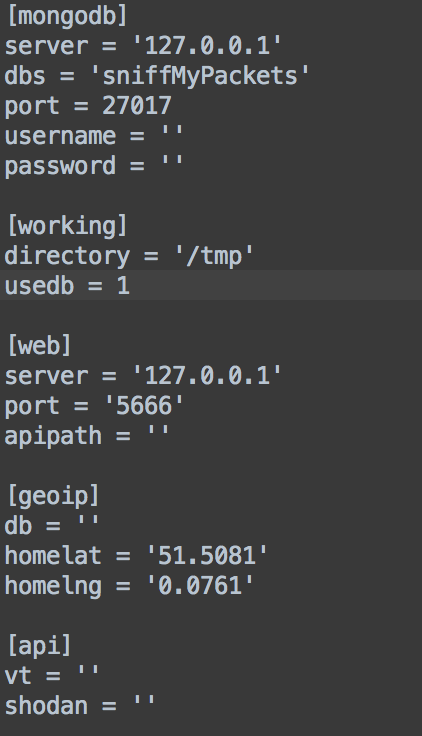 [mongodb]
server = '127.0.0.1'
dbs = 'sniffMyPackets'
port = 27017
username = ''
password = ''
[working]
directory = '/tmp'
usedb = 1
[web]
server = '127.0.0.1'
port = '5666'
apipath = ''
[geoip]
db = ''
homelat = '51.5081'
homelng = '0.0761'
[api]
vt = ''
shodan = ''